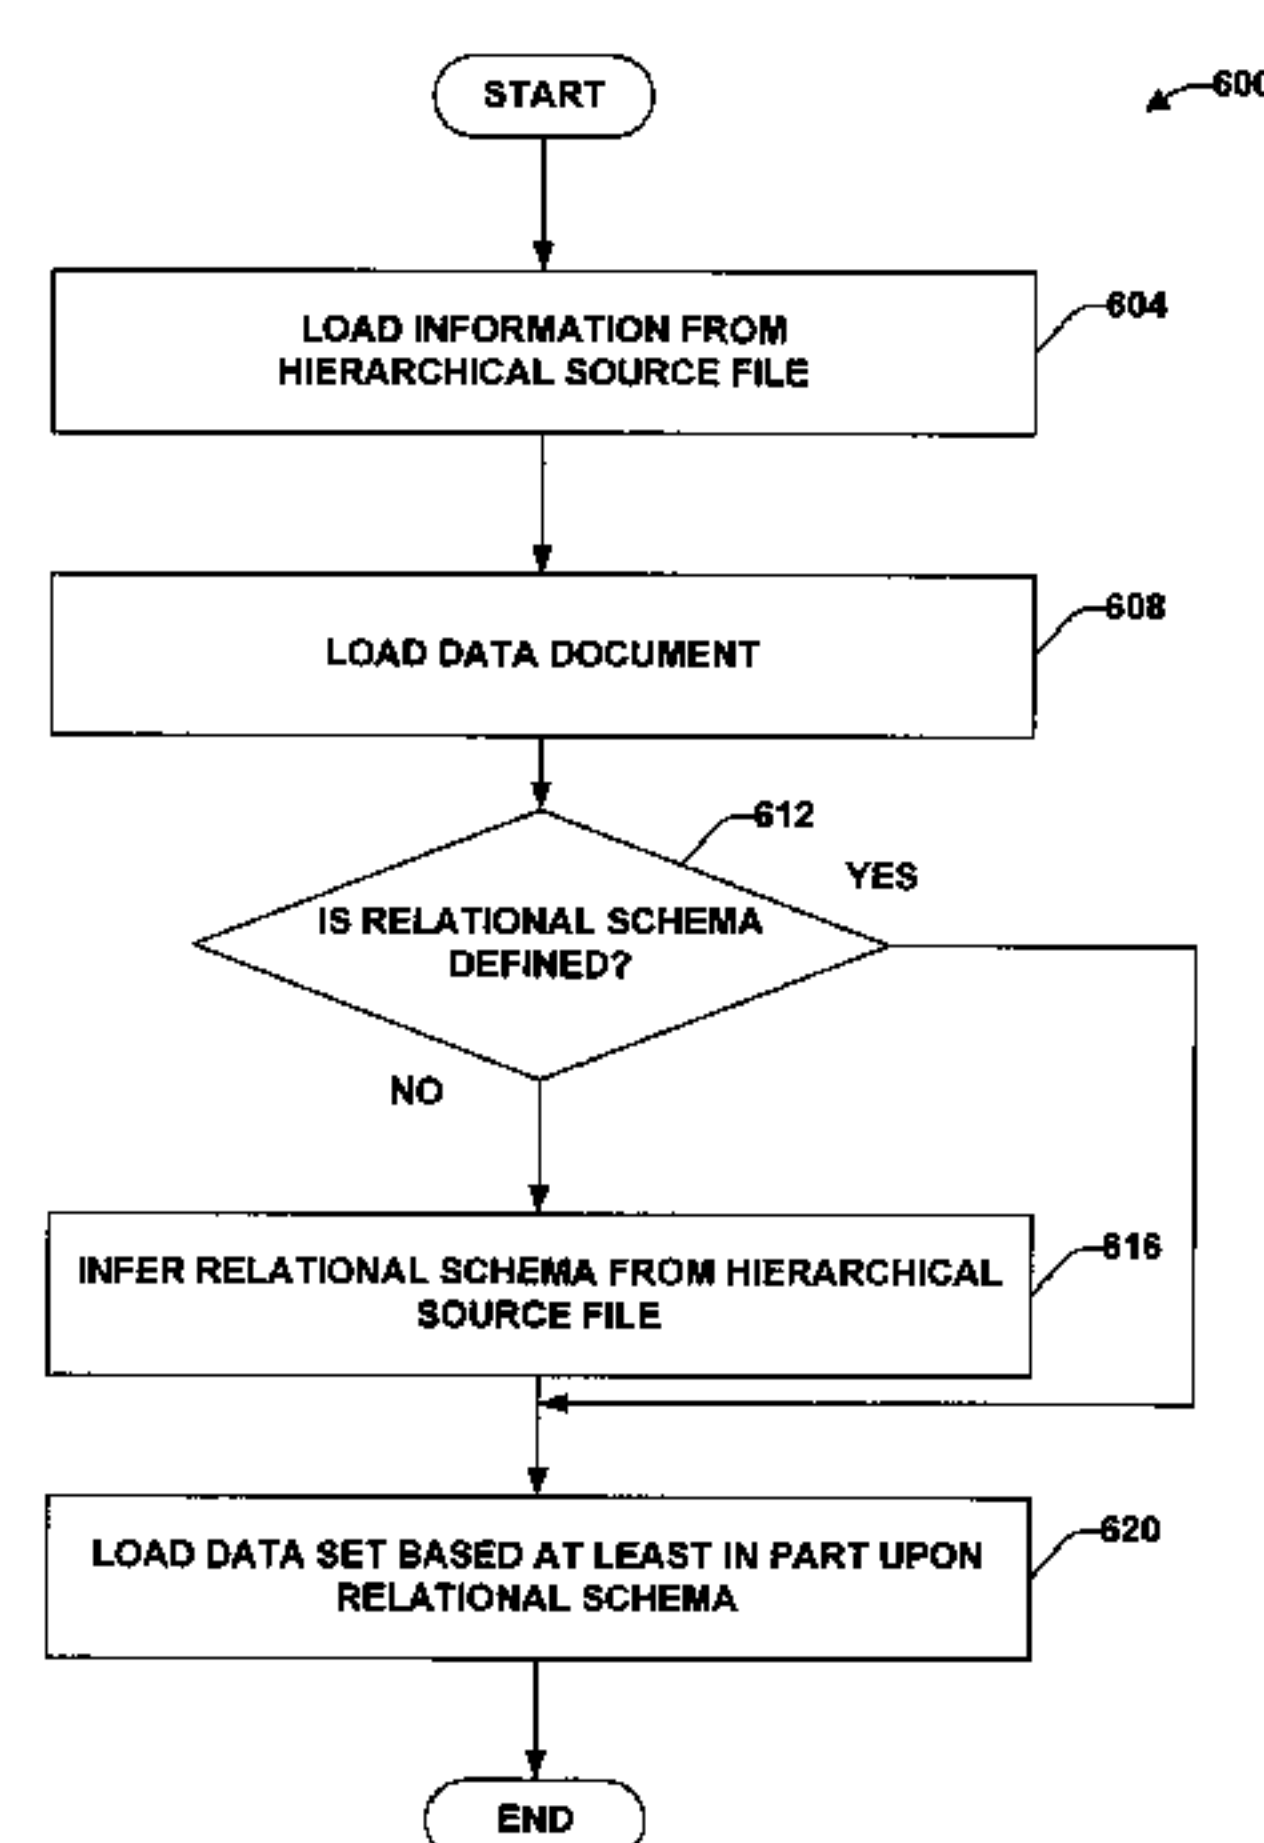 START
600
LOAD INFORMATION FROM
HIERARCHICAL SOURCE FILE
604
LOAD DATA DOCUMENT
608
612
YES
IS RELATIONAL SCHEMA
DEFINED?
NO
INFER RELATIONAL SCHEMA FROM HIERARCHICAL
SOURCE FILE
616
LOAD DATA SET BASED AT LEAST IN PART UPON
RELATIONAL SCHEMA
620
END